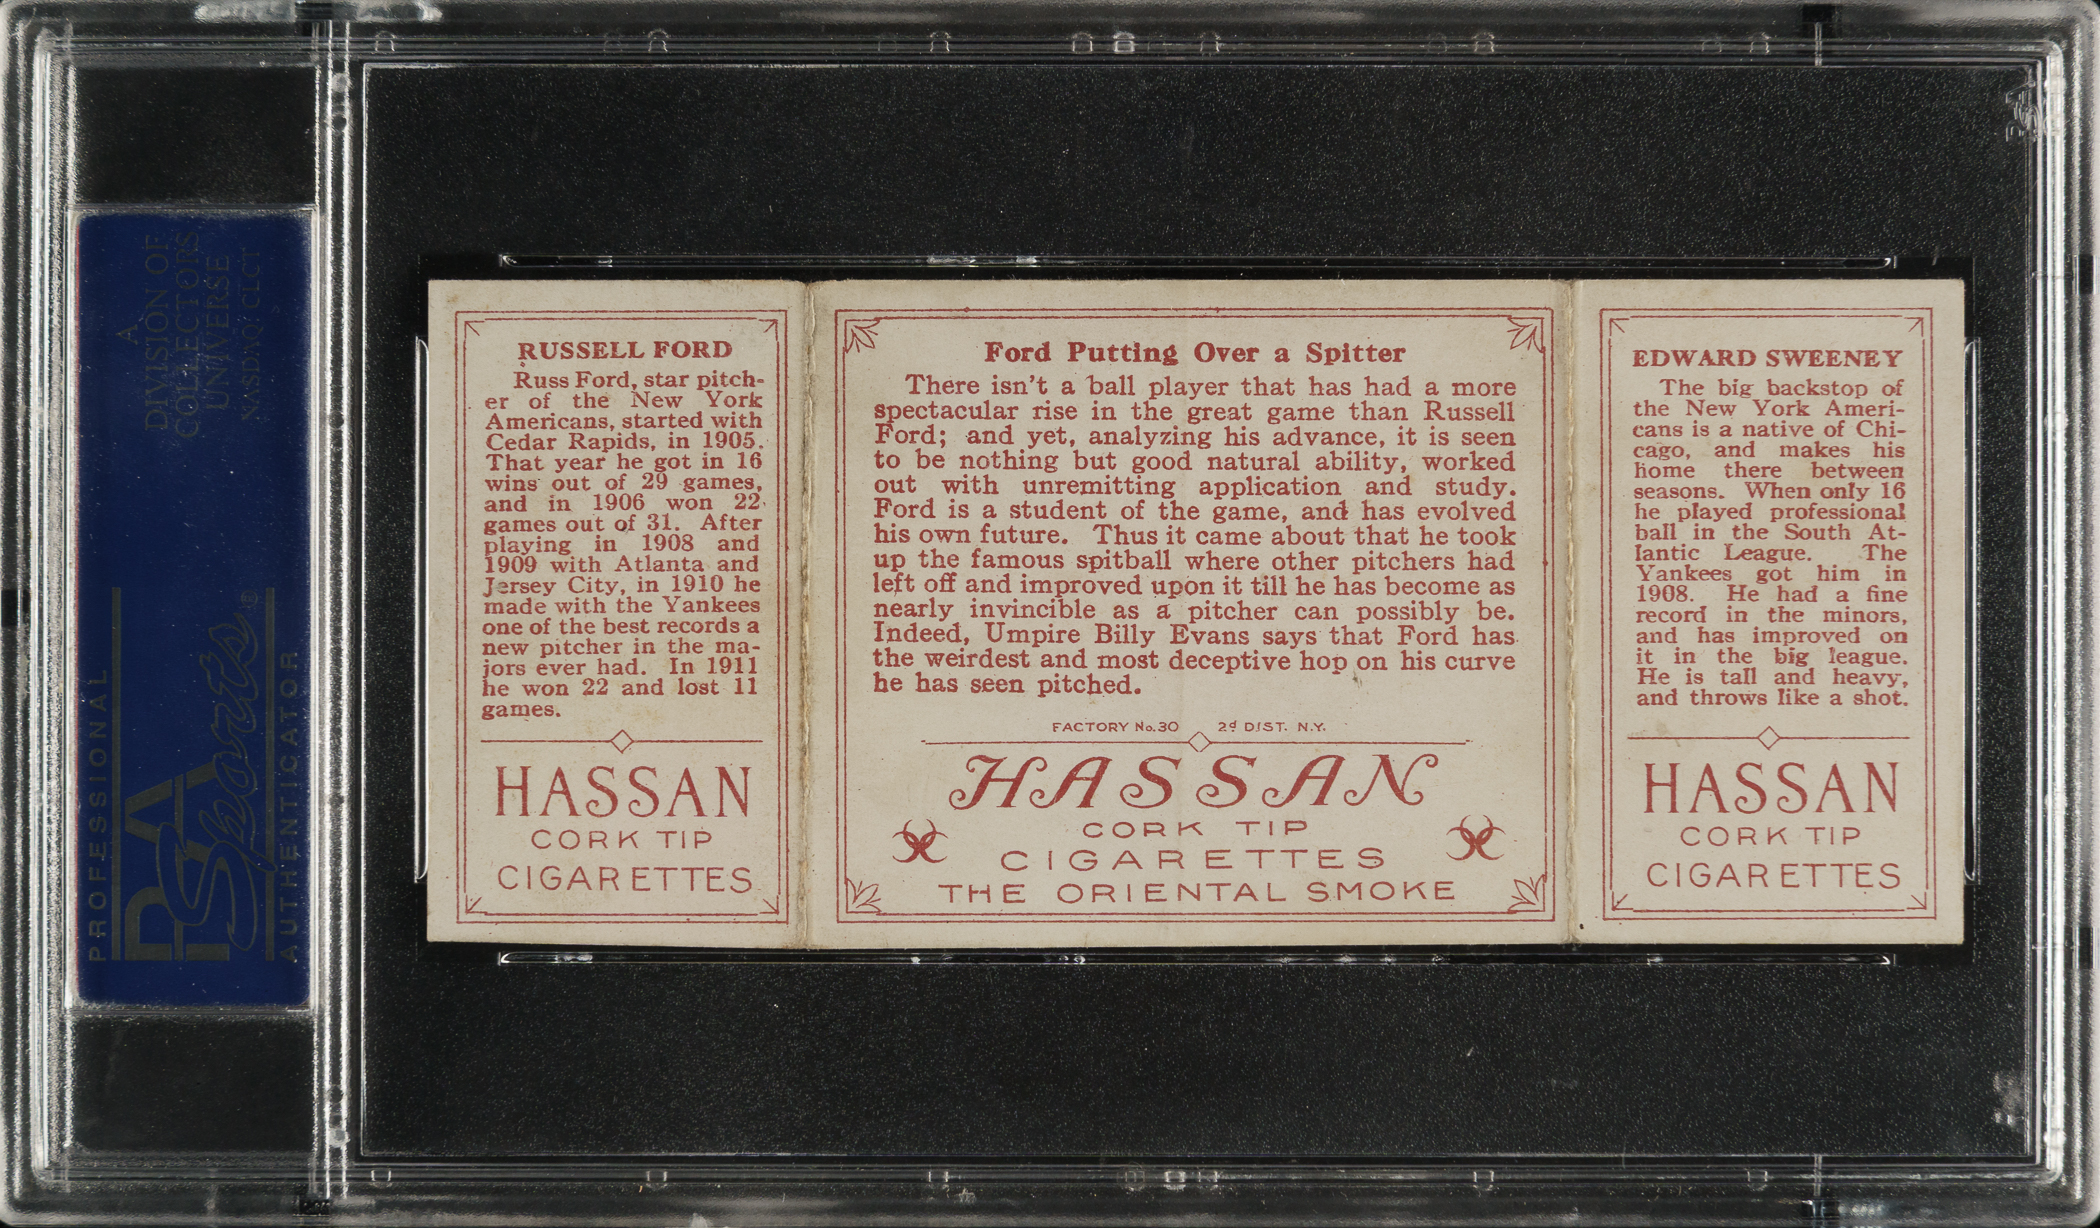 A
DIVISION OF
COLLECTORS
UNIVERSE
NASDAQ: CLCT
PROFESSIONAL
PSA
Sports®
AUTHENTICATOR
RUSSELL FORD
Russ Ford, star pitch-
er of the New York
Americans, started with
Cedar Rapids, in 1905.
That year he got in 16
wins out of 29 games,
and in 1906 won 22
games out of 31. After
playing in 1908 and
1909 with Atlanta and
Jersey City, in 1910 he
made with the Yankees
one of the best records a
new pitcher in the ma-
jors ever had. In 1911
he won 22 and lost 11
games.
HASSAN
CORK TIP
CIGARETTES
Ford Putting Over a Spitter
There isn't a ball player that has had a more
spectacular rise in the great game than Russell
Ford; and yet, analyzing his advance, it is seen
to be nothing but good natural ability, worked
out with unremitting application and study.
Ford is a student of the game, and has evolved
his own future. Thus it came about that he took
up the famous spitball where other pitchers had
left off and improved upon it till he has become as
nearly invincible as a pitcher can possibly be.
Indeed, Umpire Billy Evans says that Ford has
the weirdest and most deceptive hop on his curve
he has seen pitched.
FACTORY No. 30 2d DIST. N.Y.
HASSAN
CORK TIP
CIGARETTES
THE ORIENTAL SMOKE
EDWARD SWEENEY
The big backstop of
the New York Ameri-
cans is a native of Chi-
cago, and makes his
home there between
seasons. When only 16
he played professional
ball in the South At-
lantic League. The
Yankees got him in
1908. He had a fine
record in the minors,
and has improved on
it in the big league.
He is tall and heavy,
and throws like a shot.
HASSAN
CORK TIP
CIGARETTES
PSA